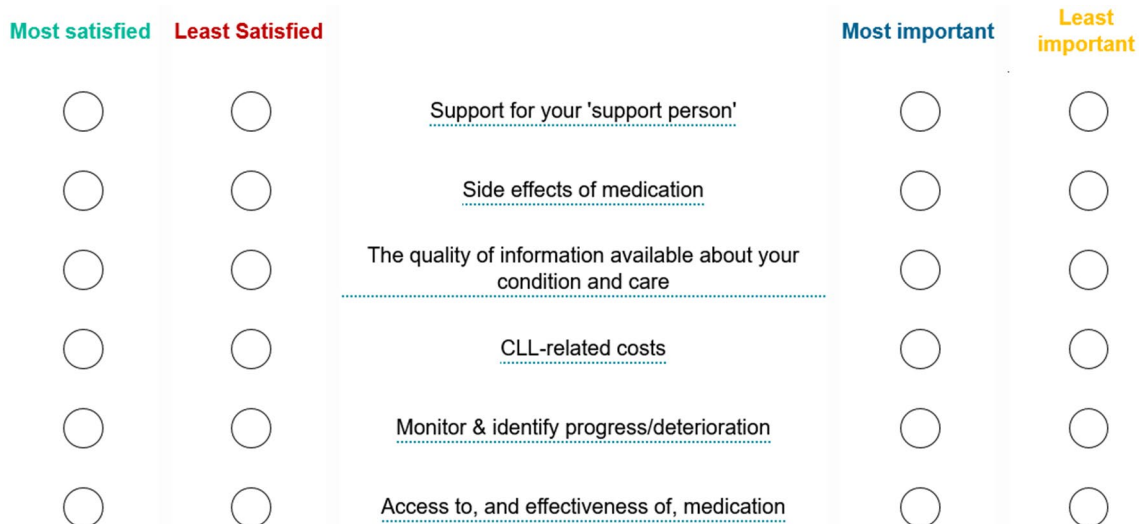 Most satisfied Least Satisfied Most important Least
important
Support for your 'support person'
Side effects of medication
The quality of information available about your
condition and care
CLL-related costs
Monitor & identify progress/deterioration
Access to, and effectiveness of, medication